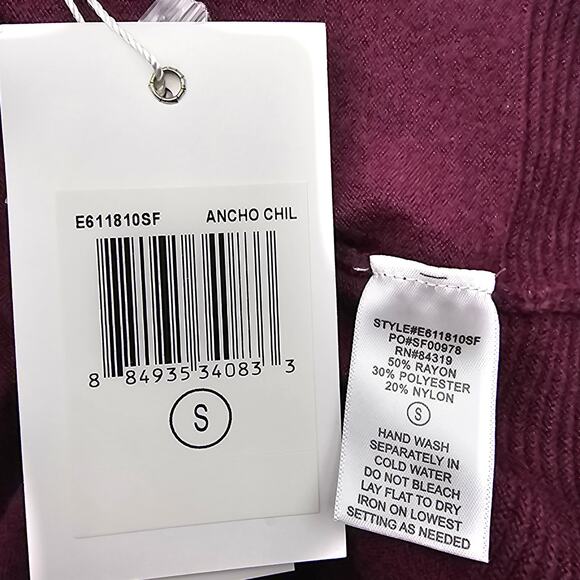 E611810SF ANCHO CHIL
8 84935 34083 3
S
STYLE#E611810SF
PO#SF00978
RN#84319
50% RAYON
30% POLYESTER
20% NYLON
S
HAND WASH
SEPARATELY IN
COLD WATER
DO NOT BLEACH
LAY FLAT TO DRY
IRON ON LOWEST
SETTING AS NEEDED